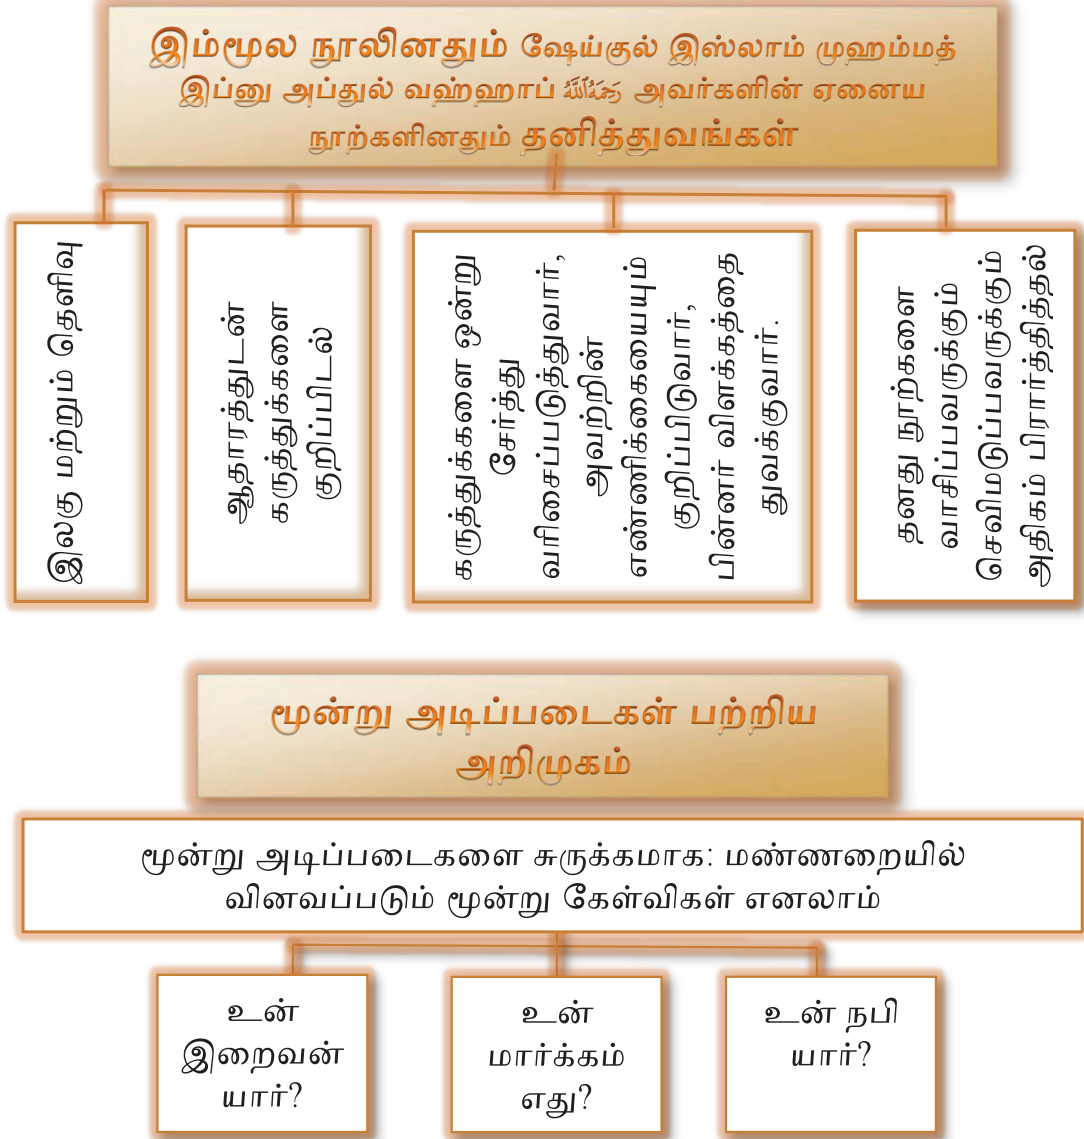 இம்மூல நூலினதும் ஷேய்குல் இஸ்லாம் முஹம்மத்
இப்னு அப்துல் வஹ்ஹாப் رَحِمَهُ ٱللَّهُ அவர்களின் ஏனைய
நூற்களினதும் தனித்துவங்கள்
இலகு மற்றும் தெளிவு
ஆதாரத்துடன்
கருத்துக்களை
குறிப்பிடல்
கருத்துக்களை ஒன்று
சேர்த்து
வரிசைப்படுத்துவார்,
அவற்றின்
எண்ணிக்கையையும்
குறிப்பிடுவார்,
பின்னர் விளக்கத்தை
துவக்குவார்.
தனது நூற்களை
வாசிப்பவருக்கும்
செவிமடுப்பவருக்கும்
அதிகம் பிரார்த்தித்தல்
மூன்று அடிப்படைகள் பற்றிய
அறிமுகம்
மூன்று அடிப்படைகளை சுருக்கமாக: மண்ணறையில்
வினவப்படும் மூன்று கேள்விகள் எனலாம்
உன்
இறைவன்
யார்?
உன்
மார்க்கம்
எது?
உன் நபி
யார்?